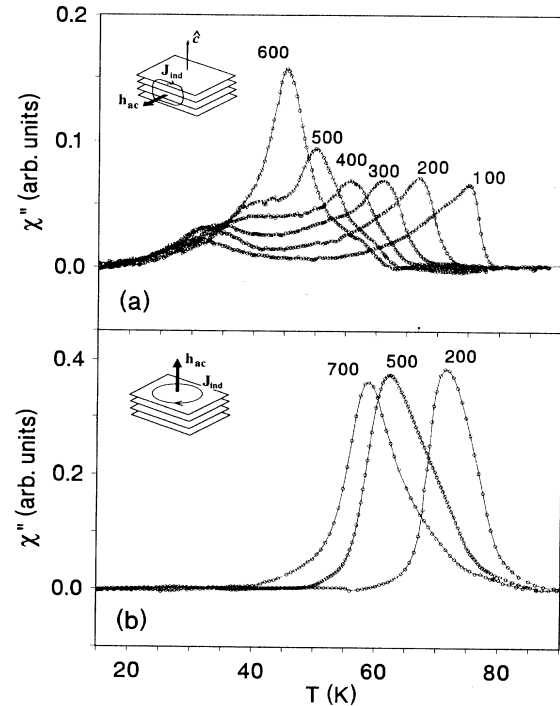 0.2
ĉ
J_ind
h_ac
600
500
400
300
200
100
0.1
χ" (arb. units)
0.0
(a)
0.4
h_ac
J_ind
700
500
200
0.2
χ" (arb. units)
0.0
(b)
20
40
60
80
T (K)